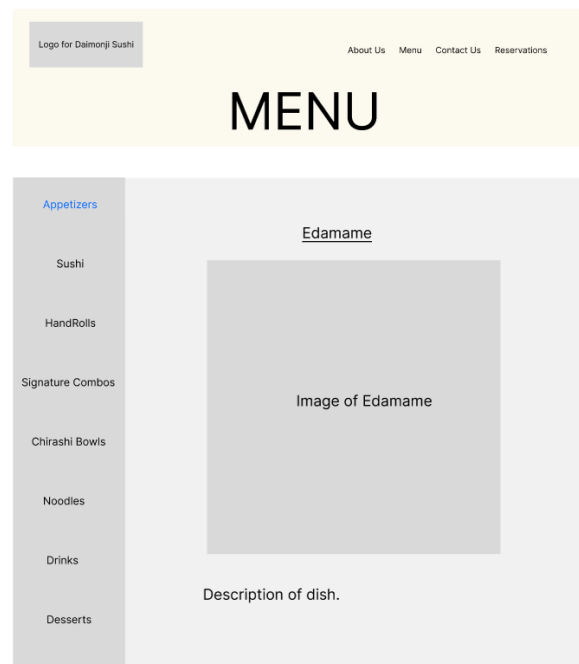 Logo for Daimonji Sushi
About Us Menu Contact Us Reservations
MENU
Appetizers
Sushi
HandRolls
Signature Combos
Chirashi Bowls
Noodles
Drinks
Desserts
Edamame
Image of Edamame
Description of dish.